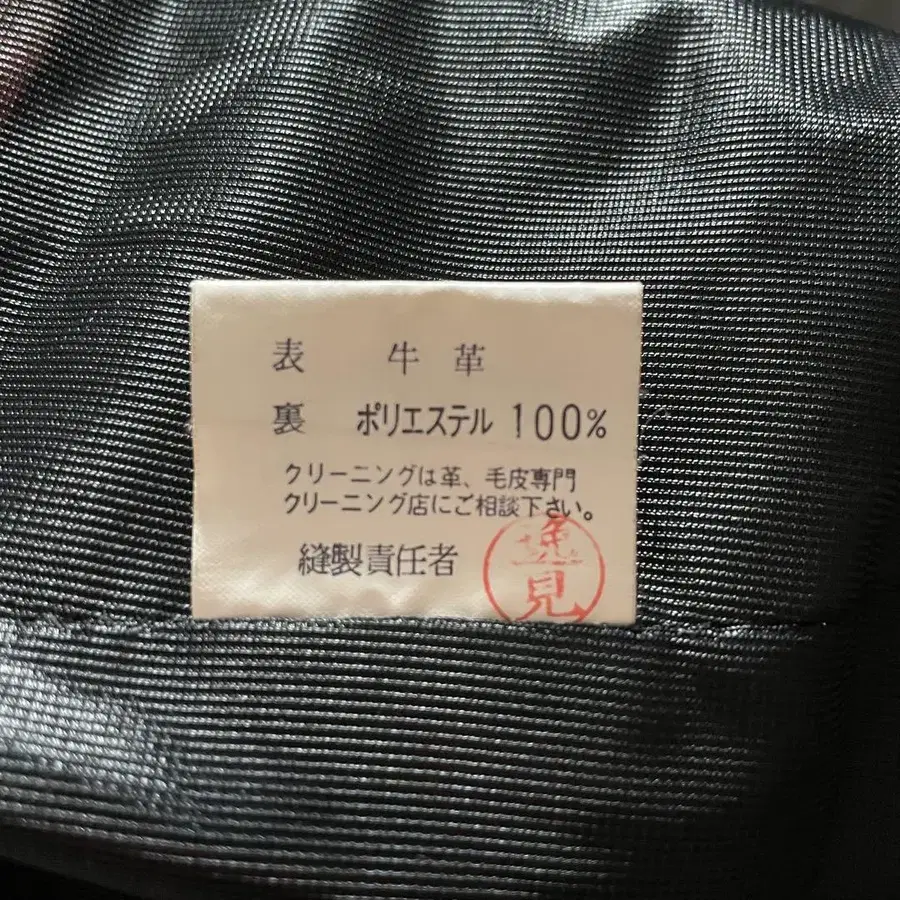 表 牛革
裏 ポリエステル 100%
クリーニングは革、毛皮専門
クリーニング店にご相談下さい。
縫製責任者
逸見